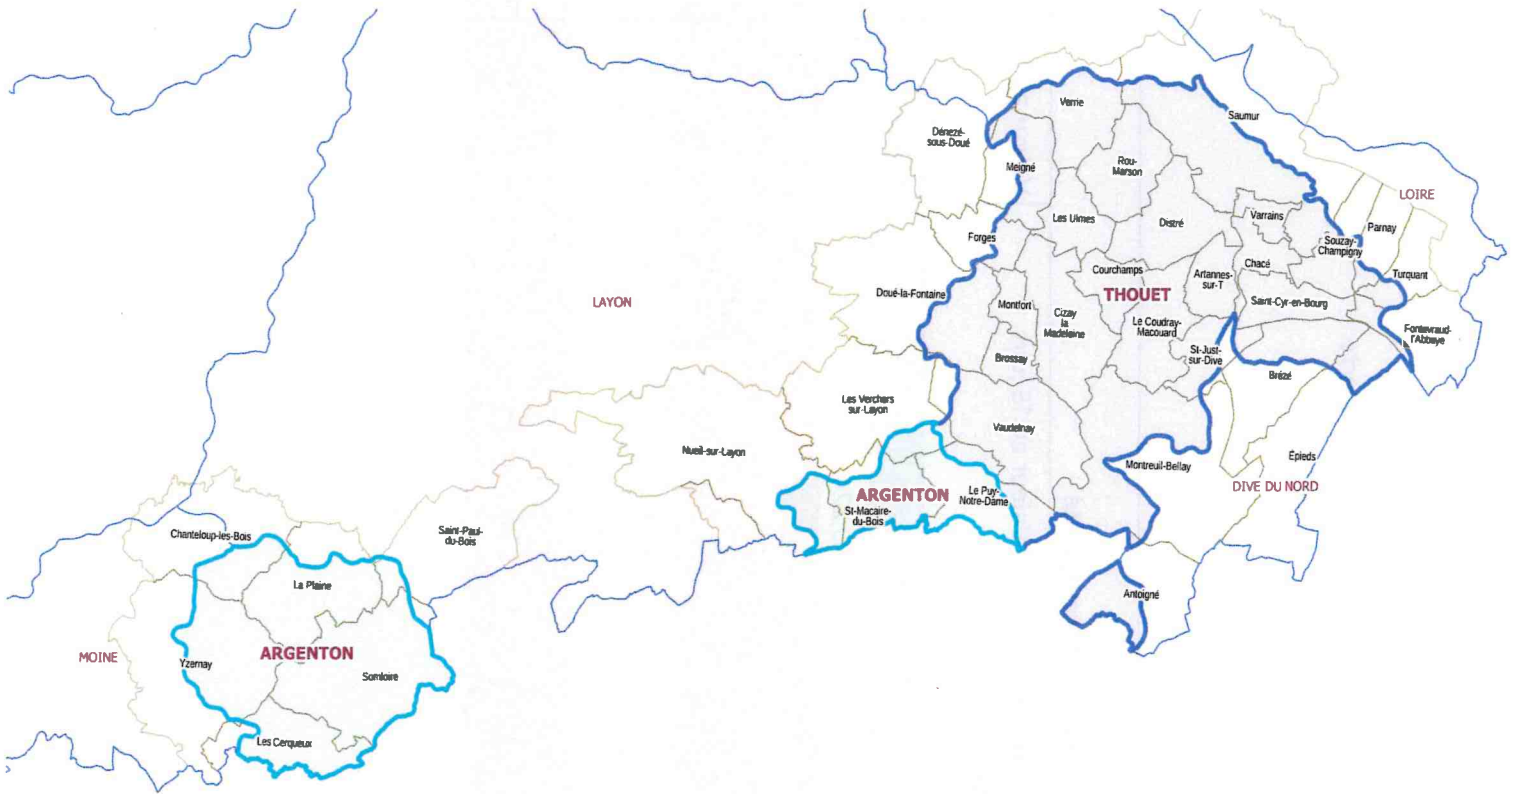 Verrie
Saumur
Dénezé-
sous-Doué
Meigné
Rou-
Marson
LOIRE
Les Ulmes
Distré
Varrains
Parnay
Forges
Souzay-
Champigny
Courchamps
Artannes-
sur-T
Chacé
Turquant
LAYON
Doué-la-Fontaine
Montfort
THOUET
Saint-Cyr-en-Bourg
Cizay
la
Madeleine
Le Coudray-
Macouard
Fontevraud-
l'Abbaye
Brossay
St-Just-
sur-Dive
Brézé
Les Verchers
sur-Layon
Vaudelnay
Nueil-sur-Layon
Montreuil-Bellay
Épieds
DIVE DU NORD
ARGENTON
Le Puy-
Notre-Dame
St-Macaire-
du-Bois
Chanteloup-les-Bois
Saint-Paul-
du-Bois
La Plaine
Antoigné
MOINE
Yzernay
ARGENTON
Somloire
Les Cerqueux